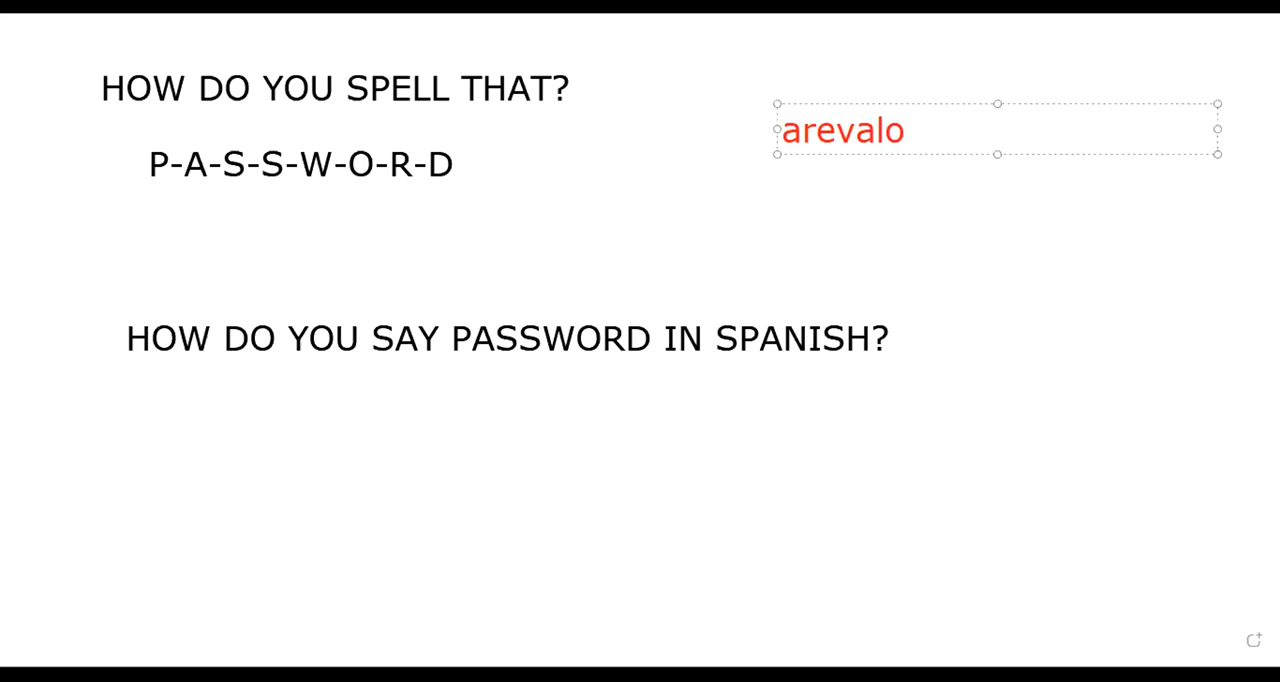 HOW DO YOU SPELL THAT?
arevalo
P-A-S-S-W-O-R-D
HOW DO YOU SAY PASSWORD IN SPANISH?